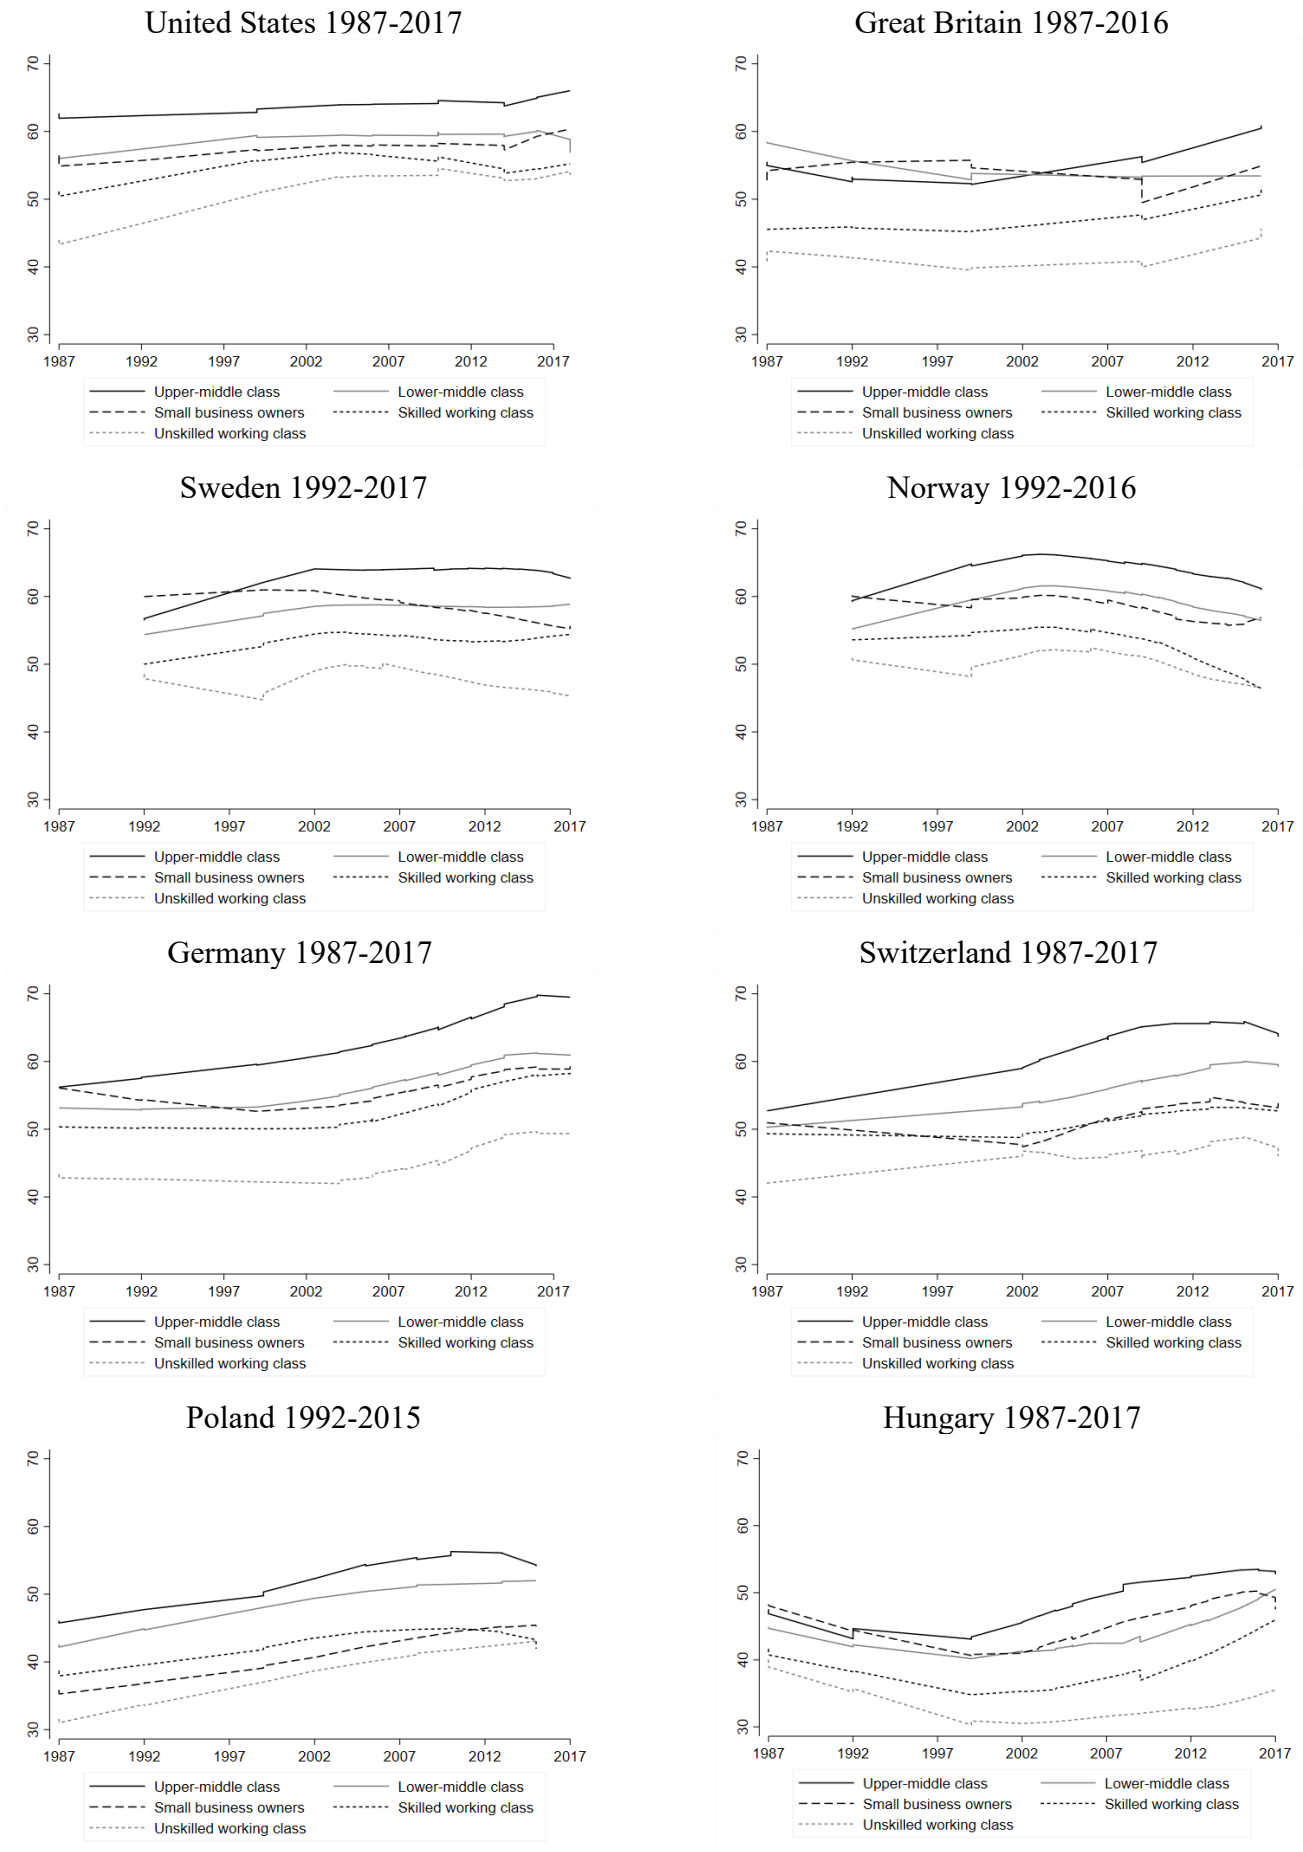 United States 1987-2017
70
60
50
40
30
1987 1992 1997 2002 2007 2012 2017
Upper-middle class Lower-middle class
Small business owners Skilled working class
Unskilled working class
Great Britain 1987-2016
70
60
50
40
30
1987 1992 1997 2002 2007 2012 2017
Upper-middle class Lower-middle class
Small business owners Skilled working class
Unskilled working class
Sweden 1992-2017
70
60
50
40
30
1987 1992 1997 2002 2007 2012 2017
Upper-middle class Lower-middle class
Small business owners Skilled working class
Unskilled working class
Norway 1992-2016
70
60
50
40
30
1987 1992 1997 2002 2007 2012 2017
Upper-middle class Lower-middle class
Small business owners Skilled working class
Unskilled working class
Germany 1987-2017
70
60
50
40
30
1987 1992 1997 2002 2007 2012 2017
Upper-middle class Lower-middle class
Small business owners Skilled working class
Unskilled working class
Switzerland 1987-2017
70
60
50
40
30
1987 1992 1997 2002 2007 2012 2017
Upper-middle class Lower-middle class
Small business owners Skilled working class
Unskilled working class
Poland 1992-2015
70
60
50
40
30
1987 1992 1997 2002 2007 2012 2017
Upper-middle class Lower-middle class
Small business owners Skilled working class
Unskilled working class
Hungary 1987-2017
70
60
50
40
30
1987 1992 1997 2002 2007 2012 2017
Upper-middle class Lower-middle class
Small business owners Skilled working class
Unskilled working class